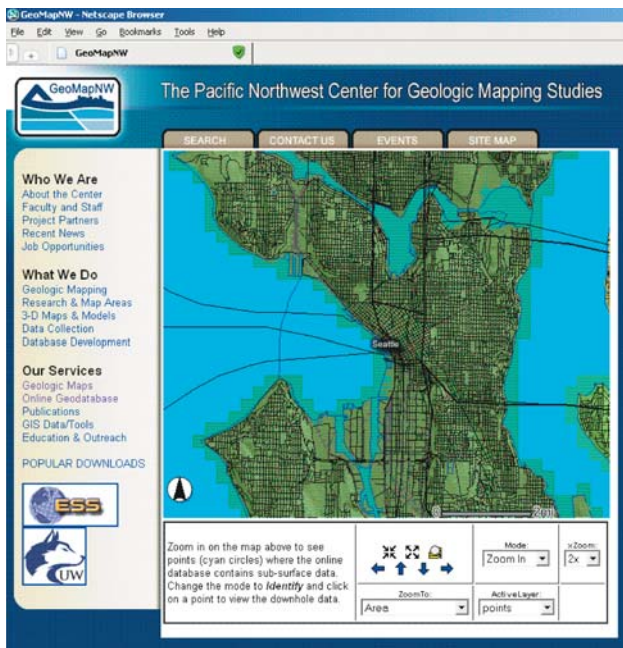 GeoMapNW - Netscape Browser
File Edit View Go Bookmarks Tools Help
GeoMapNW
GeoMapNW
The Pacific Northwest Center for Geologic Mapping Studies
SEARCH CONTACT US EVENTS SITE MAP
Who We Are
About the Center
Faculty and Staff
Project Partners
Recent News
Job Opportunities
What We Do
Geologic Mapping
Research & Map Areas
3-D Maps & Models
Data Collection
Database Development
Our Services
Geologic Maps
Online Geodatabase
Publications
GIS Data/Tools
Education & Outreach
POPULAR DOWNLOADS
ESS
UW
Seattle
0 2mi
Zoom in on the map above to see
points (cyan circles) where the online
database contains sub-surface data.
Change the mode to Identify and click
on a point to view the downhole data.
Mode:
Zoom In
xZoom:
2x
ZoomTo:
Area
ActiveLayer:
points